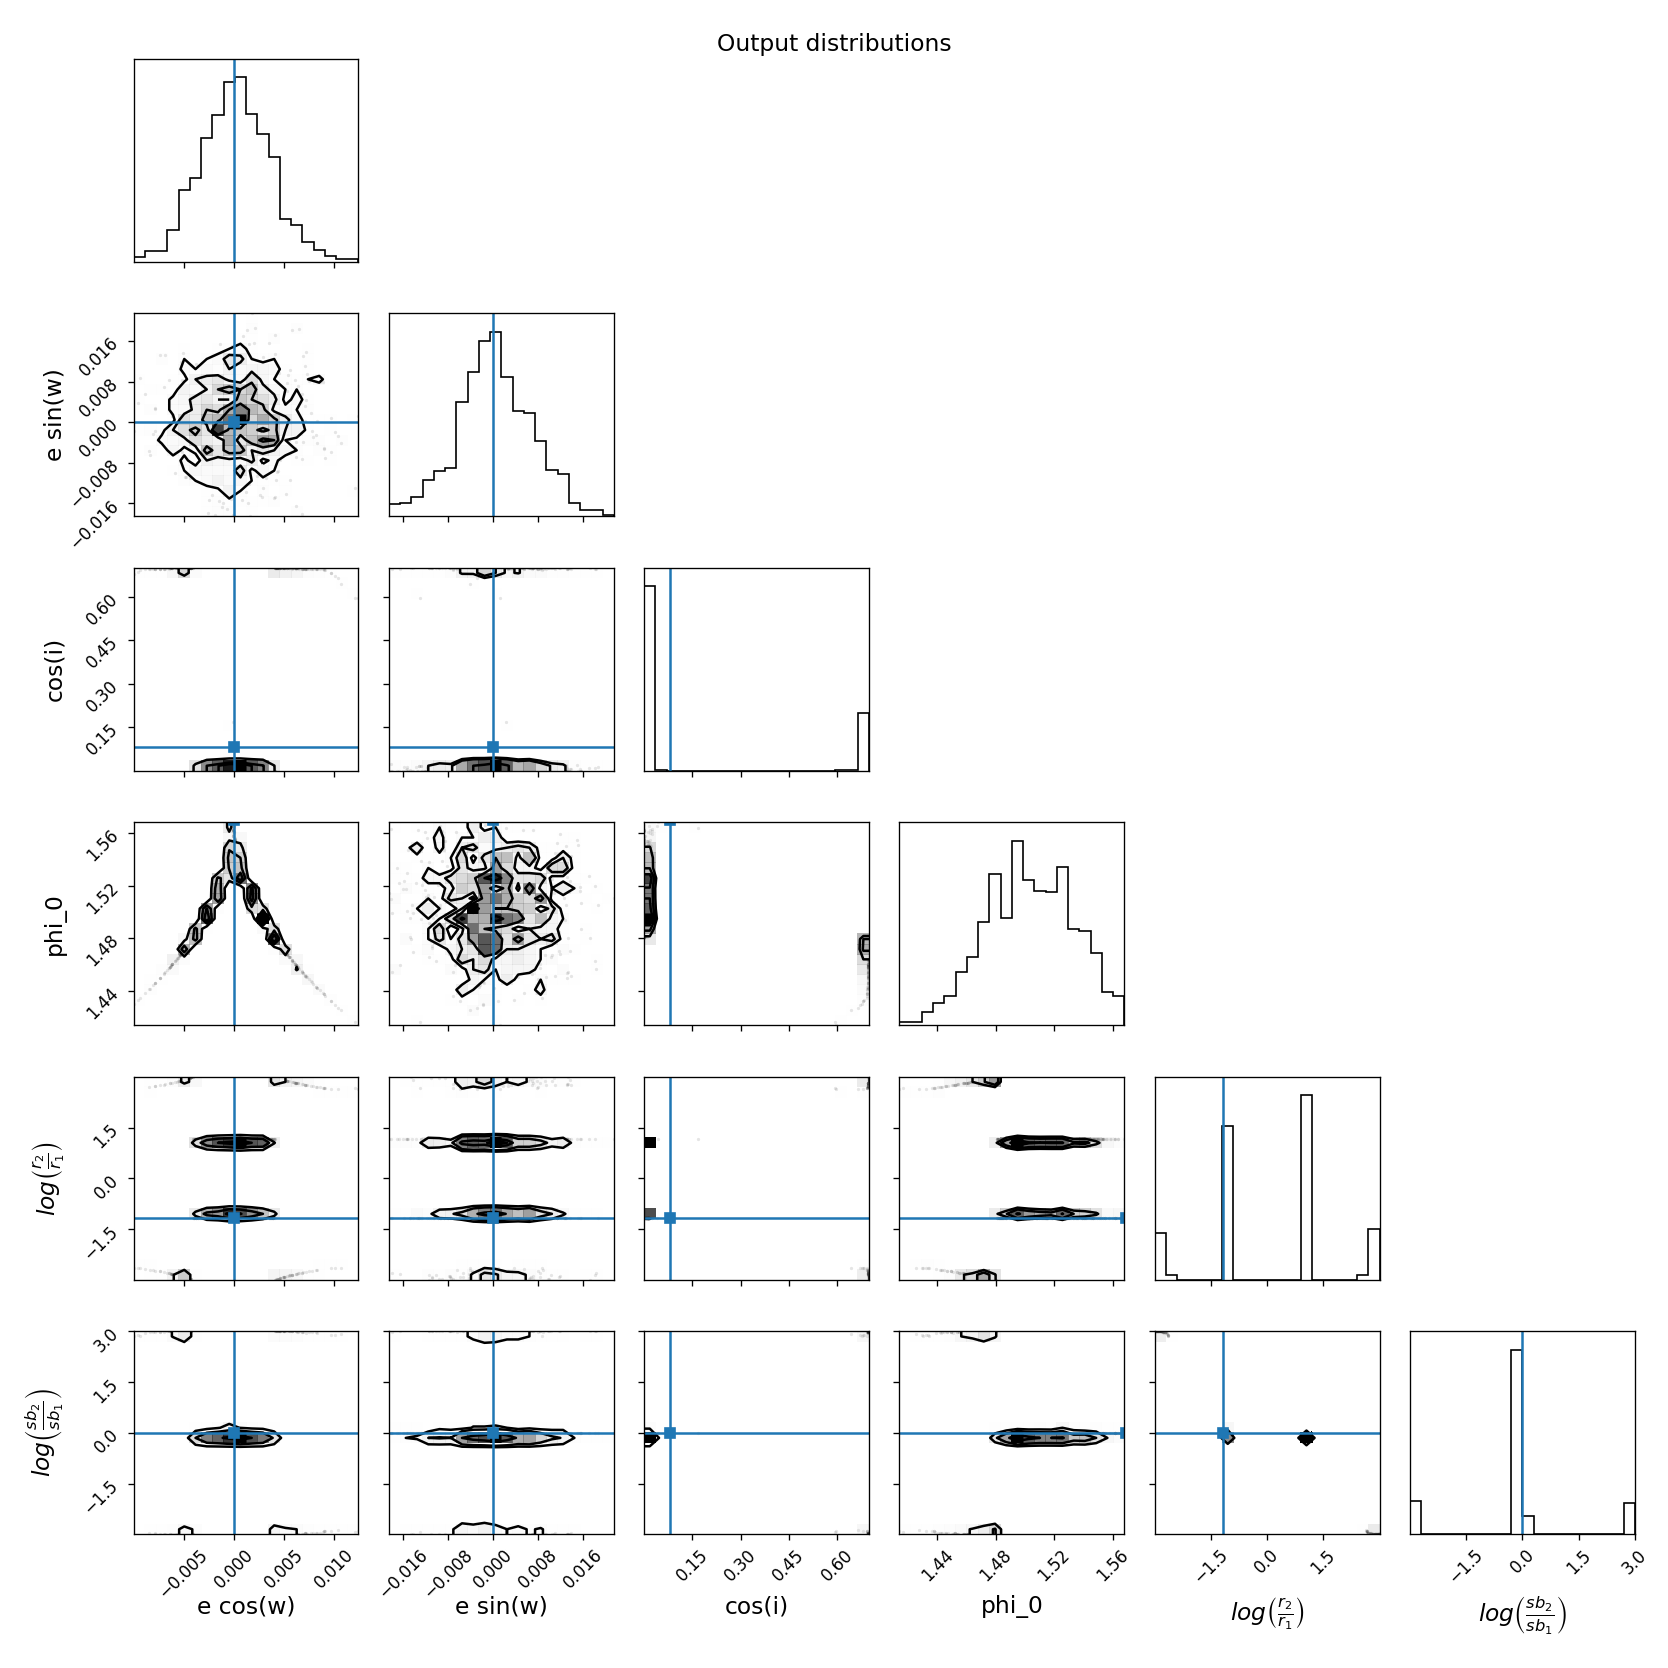 Output distributions
e sin(w)
0.016
0.008
0.000
−0.008
−0.016
cos(i)
0.60
0.45
0.30
0.15
phi_0
1.56
1.52
1.48
1.44
log(r₂/r₁)
1.5
0.0
−1.5
log(sb₂/sb₁)
3.0
1.5
0.0
−1.5
−0.005 0.000 0.005 0.010
−0.016 −0.008 0.000 0.008 0.016
0.15 0.30 0.45 0.60
1.44 1.48 1.52 1.56
−1.5 0.0 1.5
−1.5 0.0 1.5 3.0
e cos(w) e sin(w) cos(i) phi_0 log(r₂/r₁) log(sb₂/sb₁)